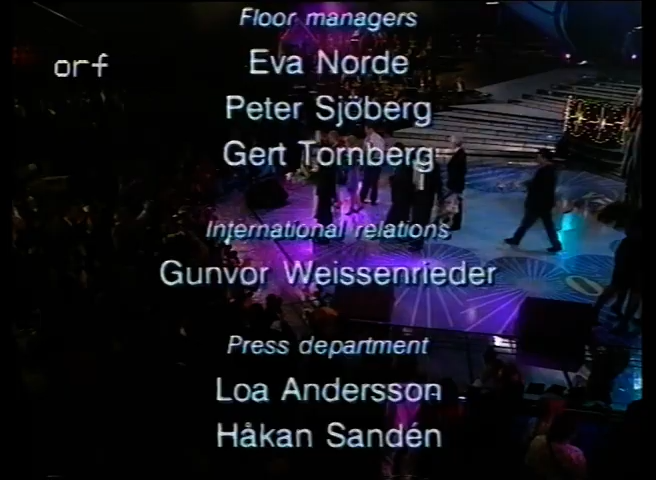 Floor managers
orf
Eva Norde
Peter Sjöberg
Gert Tornberg
International relations
Gunvor Weissenrieder
Press department
Loa Andersson
Håkan Sandén